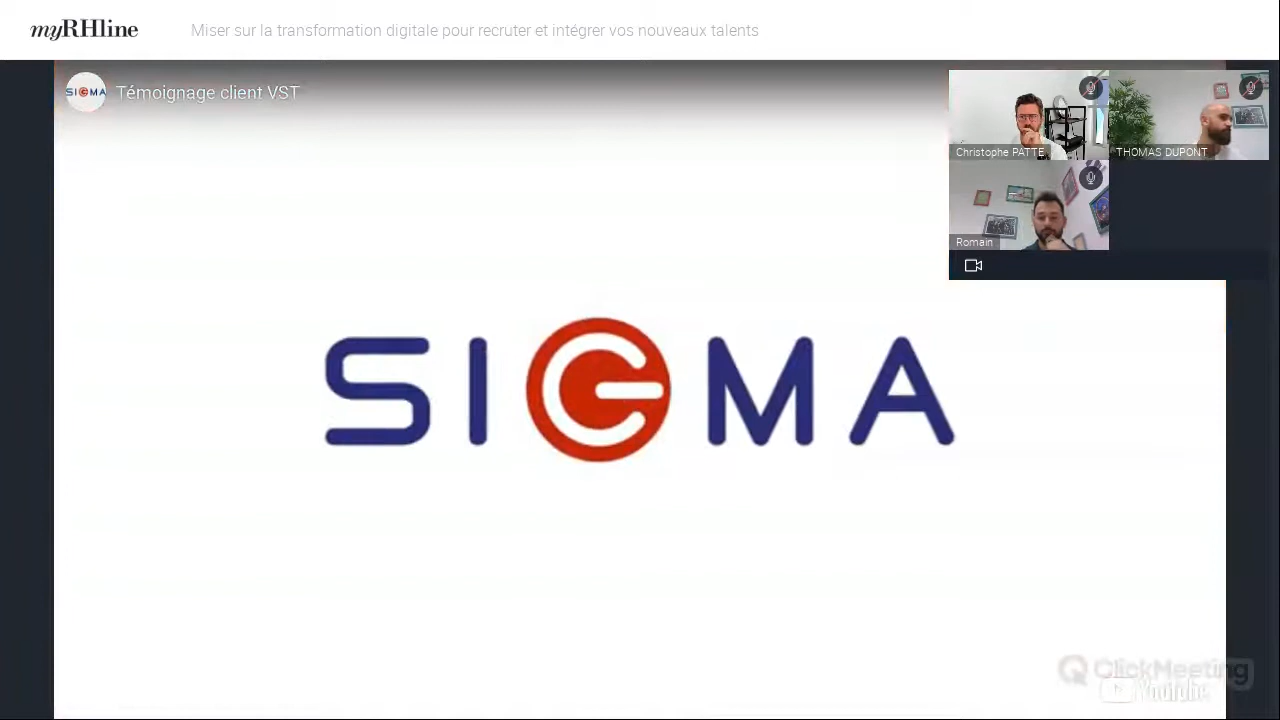 myRHline
Miser sur la transformation digitale pour recruter et intégrer vos nouveaux talents
SIGMA
Témoignage client VST
Christophe PATTE
THOMAS DUPONT
Romain
SIGMA
ClickMeeting
YouTube